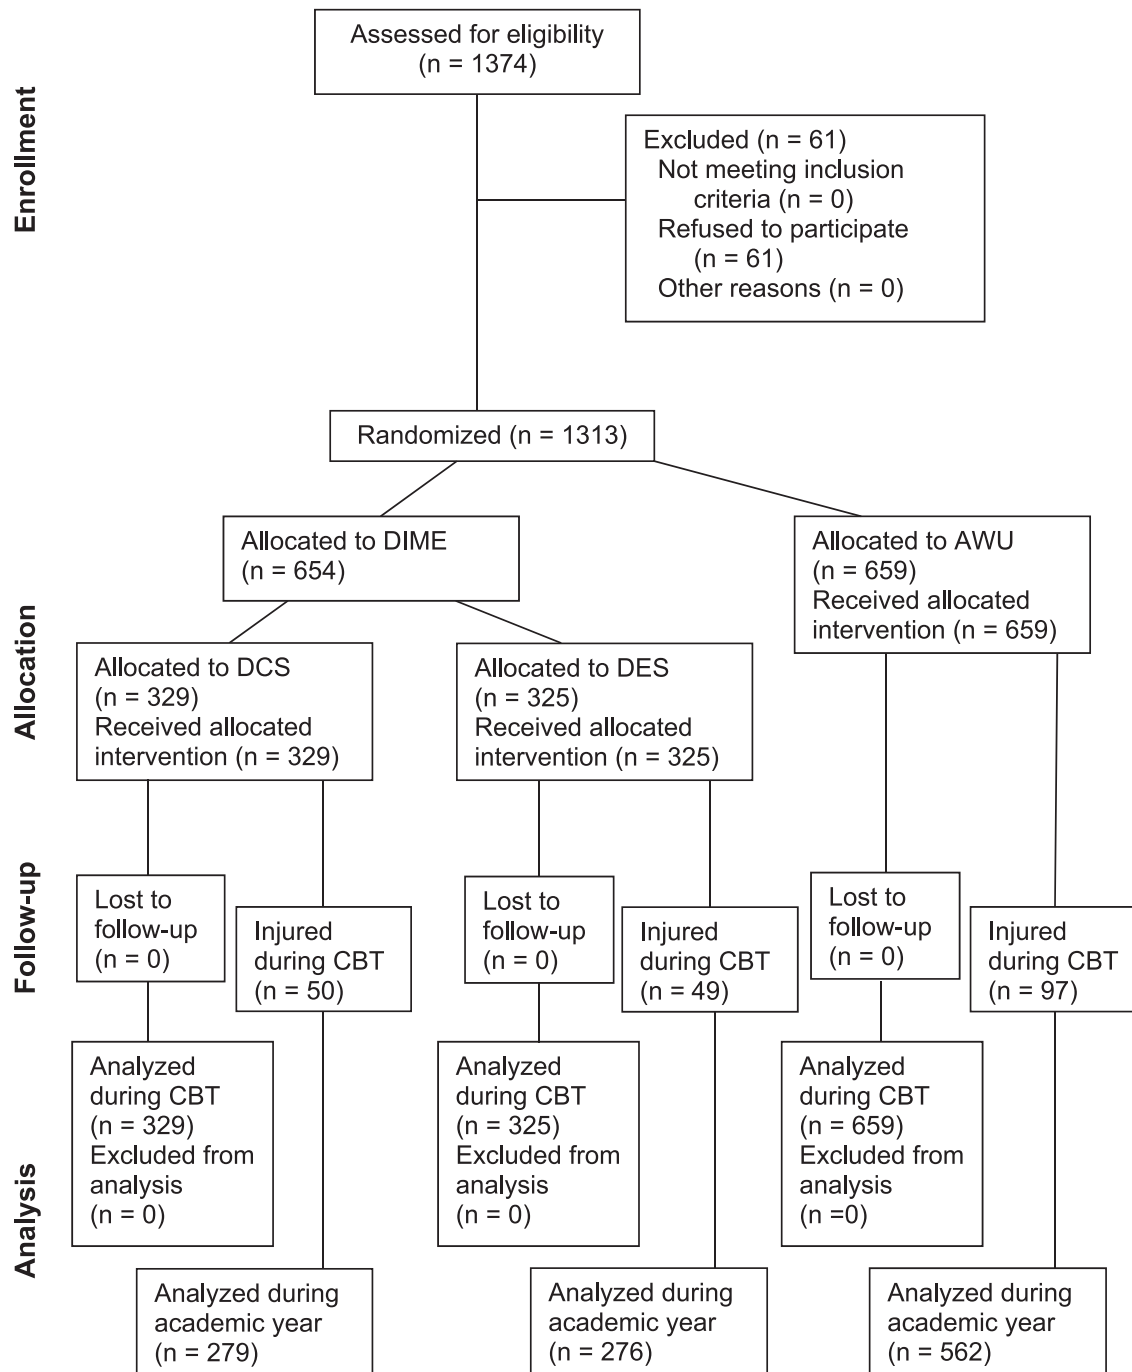 Enrollment
Assessed for eligibility
(n = 1374)
Excluded (n = 61)
Not meeting inclusion
criteria (n = 0)
Refused to participate
(n = 61)
Other reasons (n = 0)
Randomized (n = 1313)
Allocation
Allocated to DIME
(n = 654)
Allocated to AWU
(n = 659)
Received allocated
intervention (n = 659)
Allocated to DCS
(n = 329)
Received allocated
intervention (n = 329)
Allocated to DES
(n = 325)
Received allocated
intervention (n = 325)
Follow-up
Lost to
follow-up
(n = 0)
Injured
during CBT
(n = 50)
Lost to
follow-up
(n = 0)
Injured
during CBT
(n = 49)
Lost to
follow-up
(n = 0)
Injured
during CBT
(n = 97)
Analysis
Analyzed
during CBT
(n = 329)
Excluded from
analysis
(n = 0)
Analyzed
during CBT
(n = 325)
Excluded from
analysis
(n = 0)
Analyzed
during CBT
(n = 659)
Excluded from
analysis
(n =0)
Analyzed during
academic year
(n = 279)
Analyzed during
academic year
(n = 276)
Analyzed during
academic year
(n = 562)